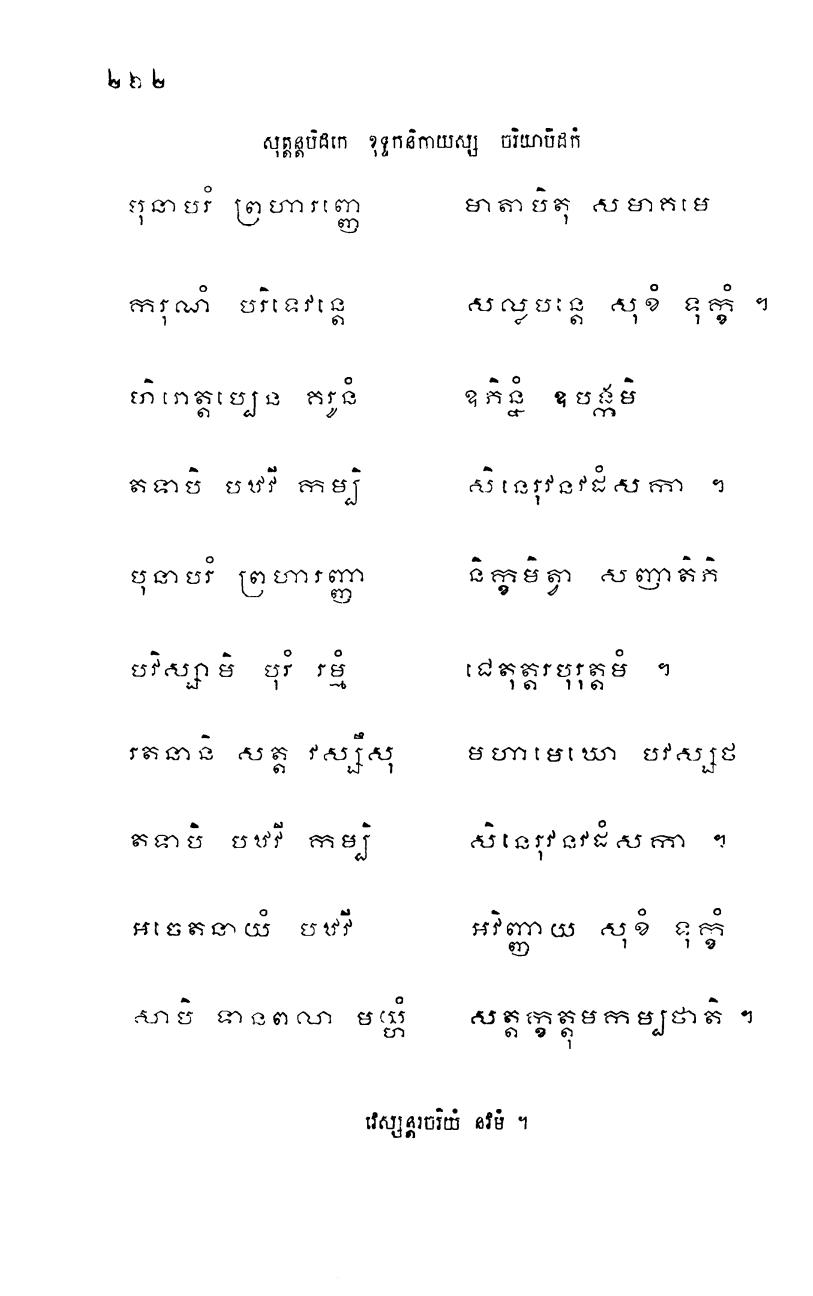 ២៦២
សុត្តន្តបិដកេ ខុទ្ទកនិកាយស្ស ចរិយាបិដកំ
បុនាបរំ ព្រហារញ្ញេ មាតាបិតុ សមាគមេ
ករុណំ បរិទេវន្តេ សល្លបន្តេ សុខំ ទុក្ខំ ។
ហិរោត្តប្បេន គរូនំ ឧភិន្នំ ឧបង្កមិ
តទាបិ បឋវី កម្បិ សិនេរុវនវដំសកា ។
បុនាបរំ ព្រហារញ្ញា និក្ខមិត្វា សញាតិភិ
បវិស្សាមិ បុរំ រម្មំ ជេតុត្តរបុរុត្តមំ ។
រតនានិ សត្ត វស្សឹសុ មហាមេឃោ បវស្សថ
តទាបិ បឋវី កម្បិ សិនេរុវនវដំសកា ។
អចេតនាយំ បឋវី អវិញ្ញាយ សុខំ ទុក្ខំ
សាបិ ទានពលា មយ្ហំ សត្តក្ខត្តុមកម្បថាតិ ។
វេស្សន្តរចរិយំ នវមំ ។